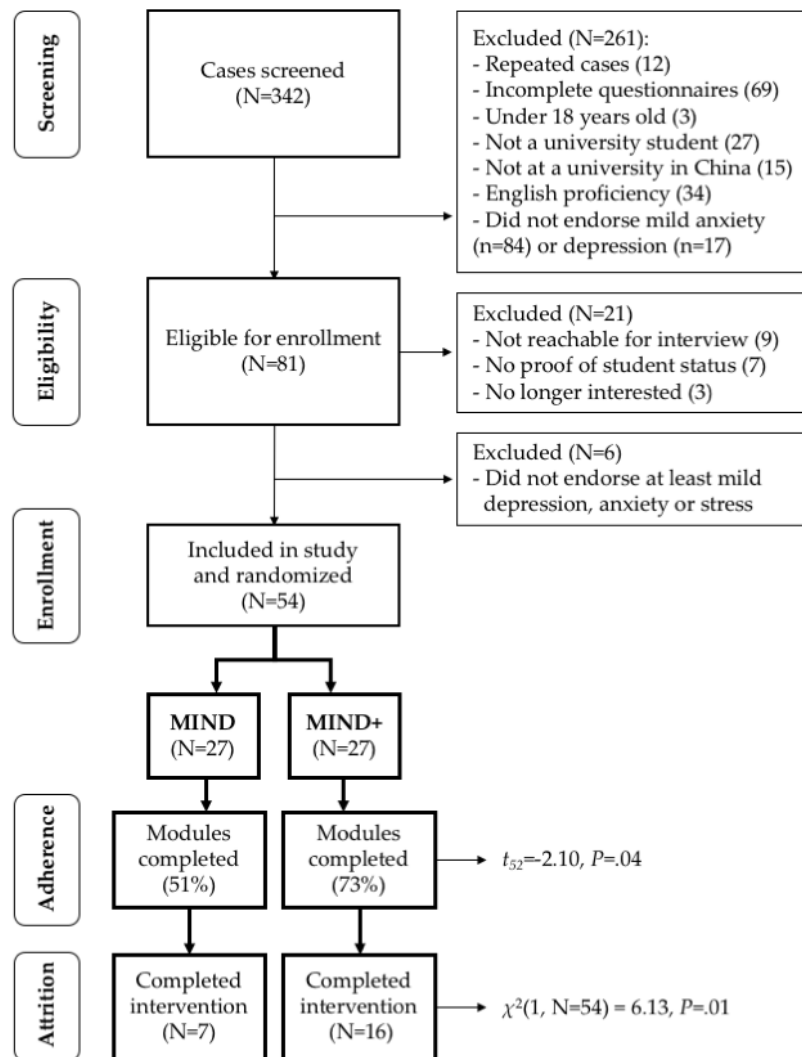 Screening
Cases screened
(N=342)
Excluded (N=261):
- Repeated cases (12)
- Incomplete questionnaires (69)
- Under 18 years old (3)
- Not a university student (27)
- Not at a university in China (15)
- English proficiency (34)
- Did not endorse mild anxiety
(n=84) or depression (n=17)
Eligibility
Eligible for enrollment
(N=81)
Excluded (N=21)
- Not reachable for interview (9)
- No proof of student status (7)
- No longer interested (3)
Excluded (N=6)
- Did not endorse at least mild
depression, anxiety or stress
Enrollment
Included in study
and randomized
(N=54)
MIND
(N=27)
MIND+
(N=27)
Adherence
Modules
completed
(51%)
Modules
completed
(73%)
t52=-2.10, P=.04
Attrition
Completed
intervention
(N=7)
Completed
intervention
(N=16)
χ²(1, N=54) = 6.13, P=.01